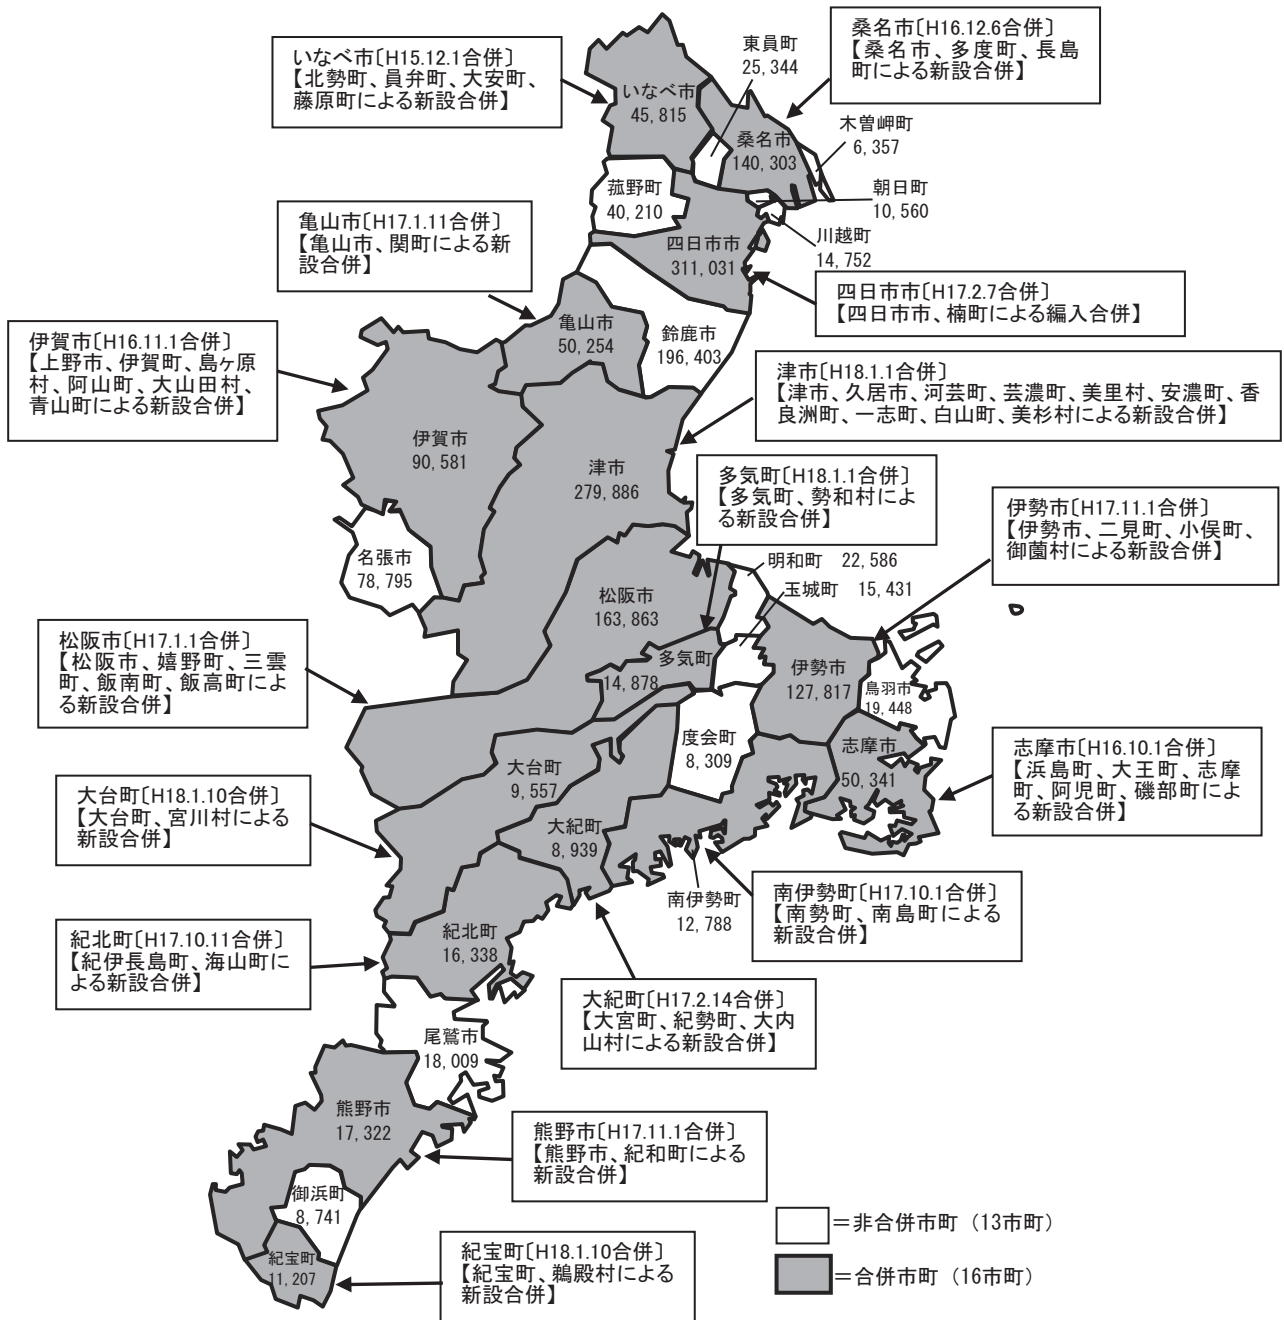 いなべ市〔H15.12.1合併〕
【北勢町、員弁町、大安町、
藤原町による新設合併】
桑名市〔H16.12.6合併〕
【桑名市、多度町、長島
町による新設合併】
東員町
25,344
いなべ市
45,815
桑名市
140,303
木曽岬町
6,357
菰野町
40,210
朝日町
10,560
川越町
14,752
四日市市
311,031
亀山市〔H17.1.11合併〕
【亀山市、関町による新
設合併】
四日市市〔H17.2.7合併〕
【四日市市、楠町による編入合併】
亀山市
50,254
鈴鹿市
196,403
伊賀市〔H16.11.1合併〕
【上野市、伊賀町、島ヶ原
村、阿山町、大山田村、
青山町による新設合併】
津市〔H18.1.1合併〕
【津市、久居市、河芸町、芸濃町、美里村、安濃町、香
良洲町、一志町、白山町、美杉村による新設合併】
伊賀市
90,581
津市
279,886
多気町〔H18.1.1合併〕
【多気町、勢和村によ
る新設合併】
伊勢市〔H17.11.1合併〕
【伊勢市、二見町、小俣町、
御薗村による新設合併】
名張市
78,795
明和町 22,586
玉城町 15,431
松阪市
163,863
松阪市〔H17.1.1合併〕
【松阪市、嬉野町、三雲
町、飯南町、飯高町によ
る新設合併】
多気町
14,878
伊勢市
127,817
鳥羽市
19,448
度会町
8,309
志摩市
50,341
志摩市〔H16.10.1合併〕
【浜島町、大王町、志摩
町、阿児町、磯部町によ
る新設合併】
大台町
9,557
大台町〔H18.1.10合併〕
【大台町、宮川村による
新設合併】
大紀町
8,939
南伊勢町
12,788
南伊勢町〔H17.10.1合併〕
【南勢町、南島町による
新設合併】
紀北町〔H17.10.11合併〕
【紀伊長島町、海山町に
よる新設合併】
紀北町
16,338
大紀町〔H17.2.14合併〕
【大宮町、紀勢町、大内
山村による新設合併】
尾鷲市
18,009
熊野市
17,322
熊野市〔H17.11.1合併〕
【熊野市、紀和町による
新設合併】
御浜町
8,741
＝非合併市町（13市町）
紀宝町
11,207
紀宝町〔H18.1.10合併〕
【紀宝町、鵜殿村による
新設合併】
＝合併市町（16市町）